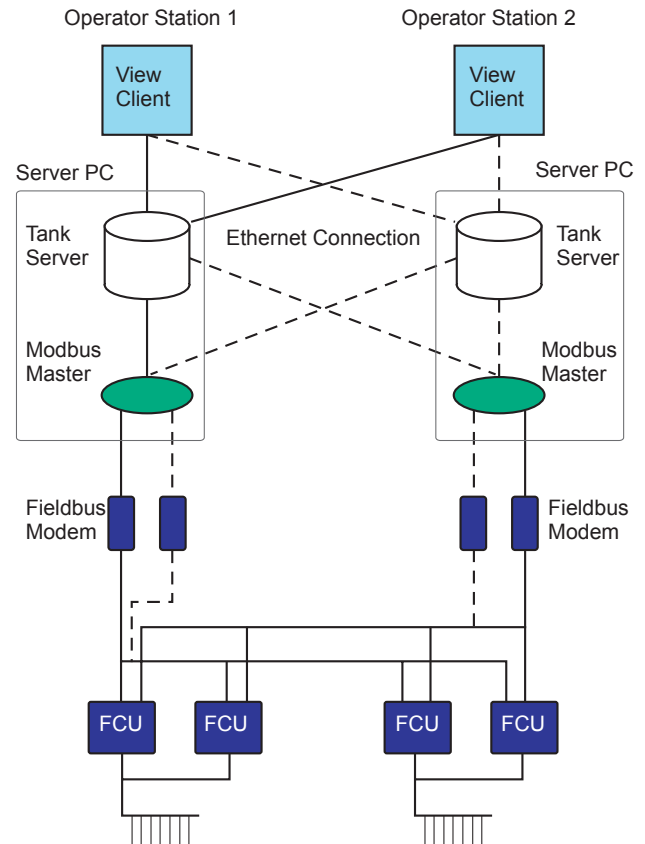 Operator Station 1
Operator Station 2
View
Client
View
Client
Server PC
Server PC
Tank
Server
Ethernet Connection
Tank
Server
Modbus
Master
Modbus
Master
Fieldbus
Modem
Fieldbus
Modem
FCU
FCU
FCU
FCU